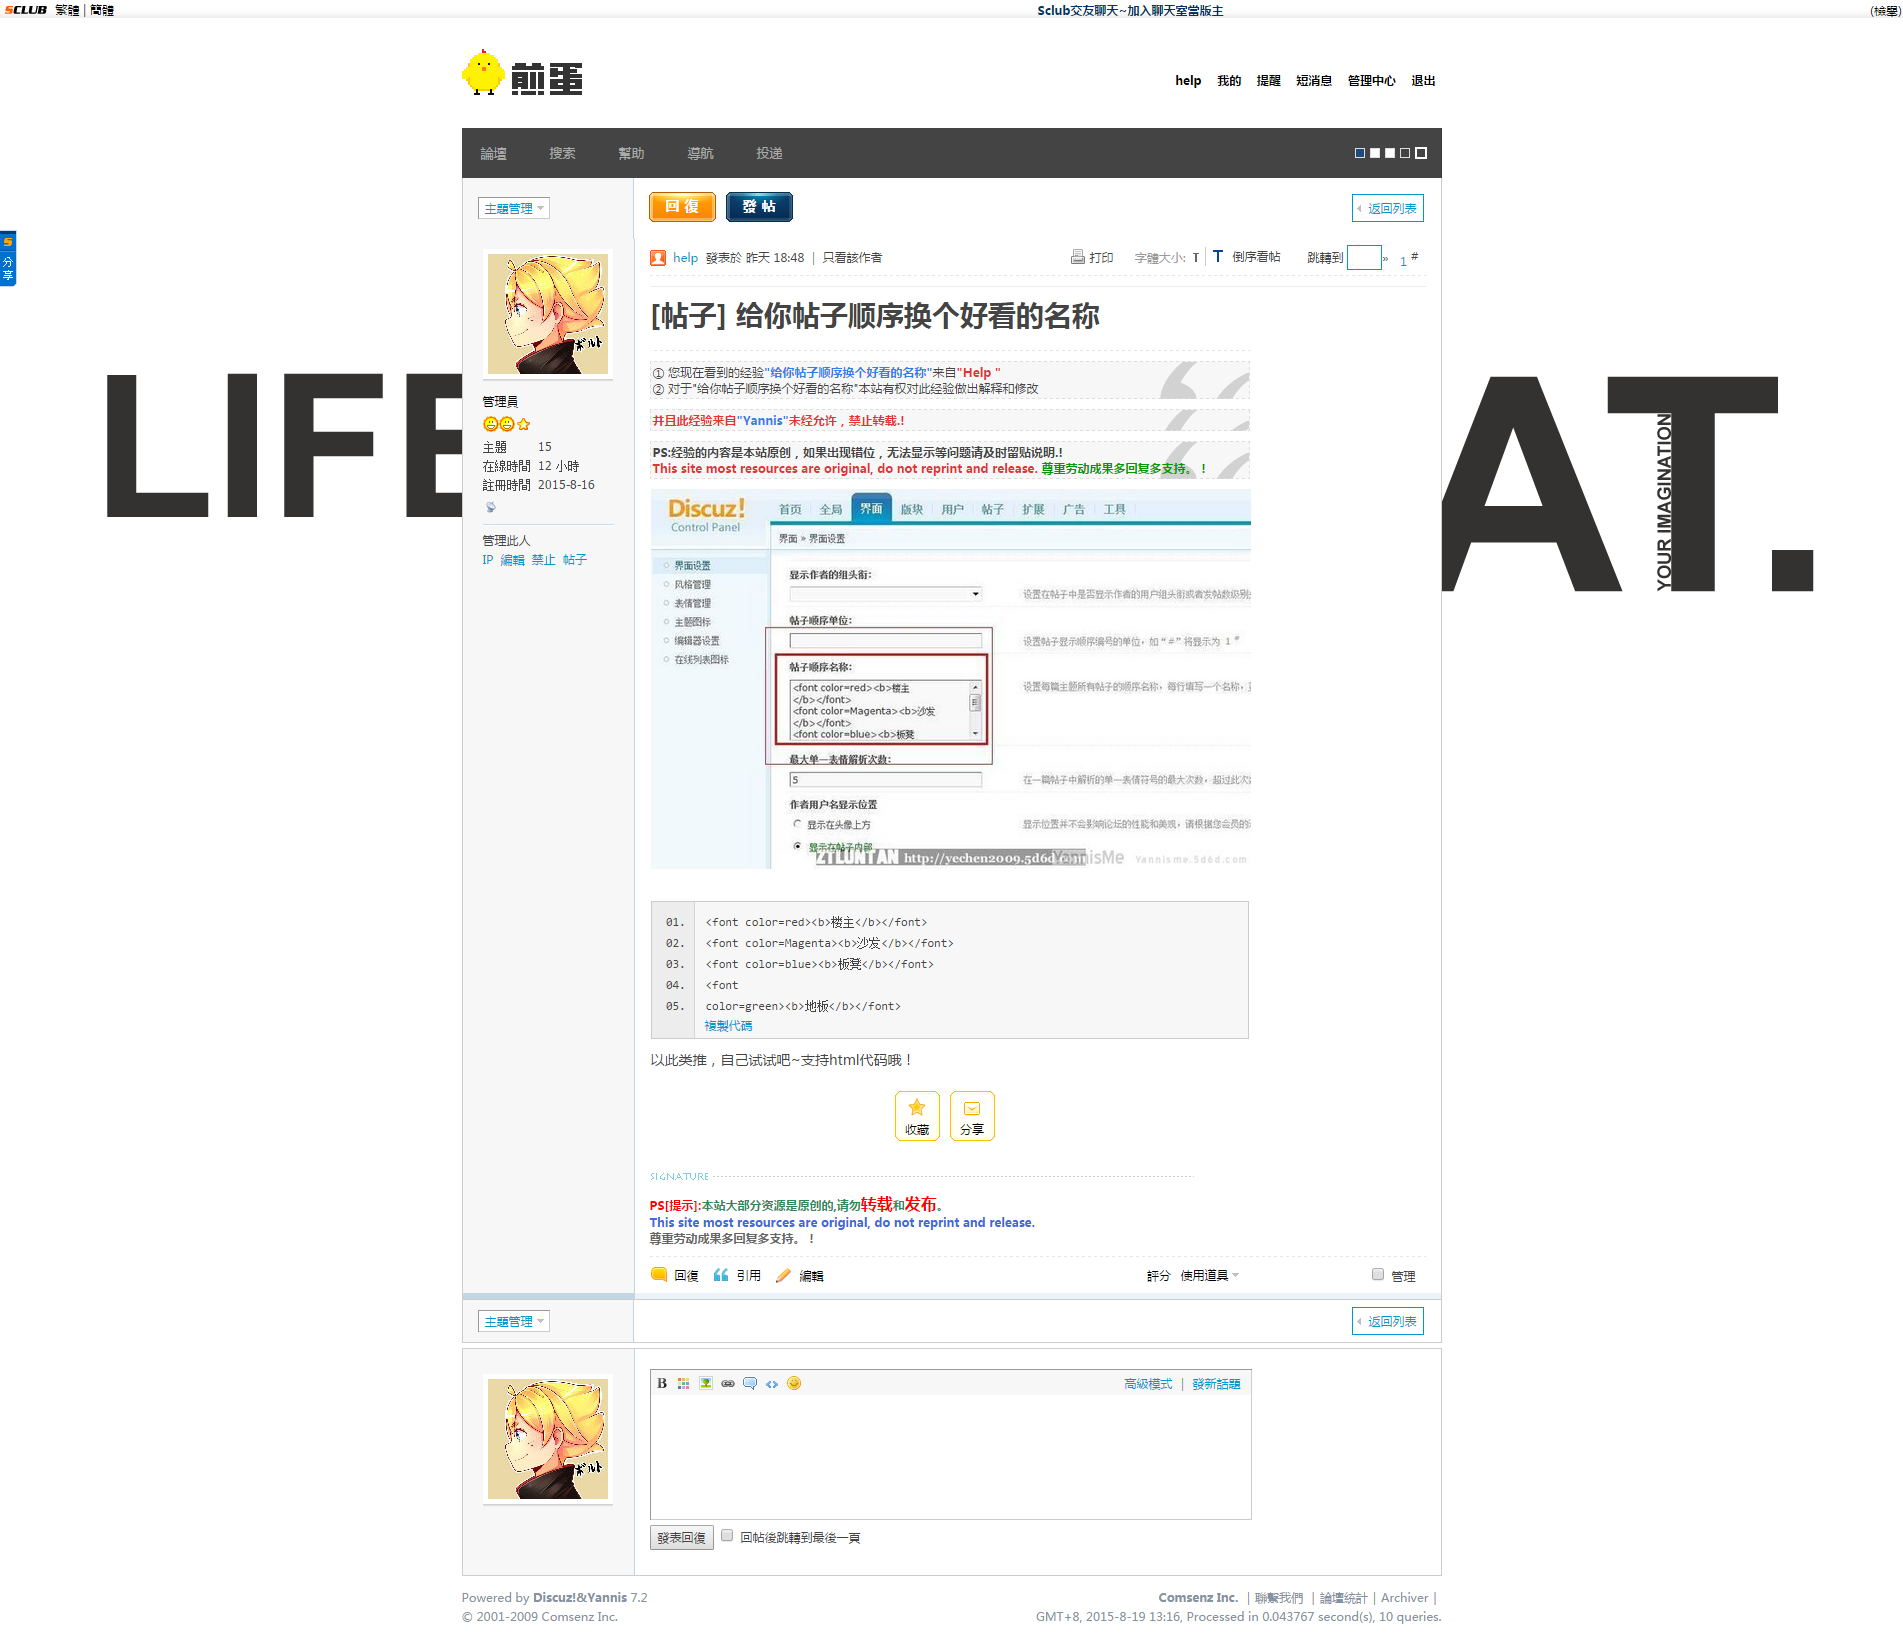 SCLUB 繁體 | 簡體
Sclub交友聊天~加入聊天室當版主
(檢舉)
煎蛋
help 我的 提醒 短消息 管理中心 退出
論壇 搜索 幫助 導航 投递
主題管理
回復 發帖
返回列表
S
分享
help 發表於 昨天 18:48 | 只看該作者
打印 字體大小: T T 倒序看帖 跳轉到 » 1 #
[帖子] 给你帖子顺序换个好看的名称
① 您现在看到的经验"给你帖子顺序换个好看的名称"来自"Help "
② 对于"给你帖子顺序换个好看的名称"本站有权对此经验做出解释和修改
并且此经验来自"Yannis"未经允许，禁止转载.!
PS:经验的内容是本站原创，如果出现错位，无法显示等问题请及时留贴说明.!
This site most resources are original, do not reprint and release. 尊重劳动成果多回复多支持。！
LIFE
AT.
YOUR IMAGINATION
ボルト
管理員
主題 15
在線時間 12 小時
註冊時間 2015-8-16
管理此人
IP 編輯 禁止 帖子
Discuz!
Control Panel
首页 全局 界面 版块 用户 帖子 扩展 广告 工具
界面 » 界面设置
界面设置
风格管理
表情管理
主题图标
编辑器设置
在线列表图标
显示作者的组头衔:
设置在帖子中是否显示作者的用户组头衔或者发帖数级别
帖子顺序单位:
设置帖子显示顺序编号的单位，如 “#” 将显示为 1 #
帖子顺序名称:
设置每篇主题所有帖子的顺序名称，每行填写一个名称，
<font color=red><b>楼主
</b></font>
<font color=Magenta><b>沙发
</b></font>
<font color=blue><b>板凳
最大单一表情解析次数:
5
在一篇帖子中解析的单一表情符号的最大次数，超过此次
作者用户名显示位置
显示在头像上方
显示位置并不会影响论坛的性能和美观，请根据您会员的
显示在帖子内部
ZTLUNTAN http://yechen2009.5d6d.com
YannisMe Yannisme.5d6d.com
01. <font color=red><b>楼主</b></font>
02. <font color=Magenta><b>沙发</b></font>
03. <font color=blue><b>板凳</b></font>
04. <font
05. color=green><b>地板</b></font>
複製代碼
以此类推，自己试试吧~支持html代码哦！
收藏 分享
SIGNATURE
PS[提示]:本站大部分资源是原创的,请勿转载和发布。
This site most resources are original, do not reprint and release.
尊重劳动成果多回复多支持。！
回復 引用 編輯
評分 使用道具
管理
主題管理
返回列表
ボルト
B
高級模式 | 發新話題
發表回復 回帖後跳轉到最後一頁
Powered by Discuz!&Yannis 7.2
© 2001-2009 Comsenz Inc.
Comsenz Inc. | 聯繫我們 | 論壇統計 | Archiver |
GMT+8, 2015-8-19 13:16, Processed in 0.043767 second(s), 10 queries.